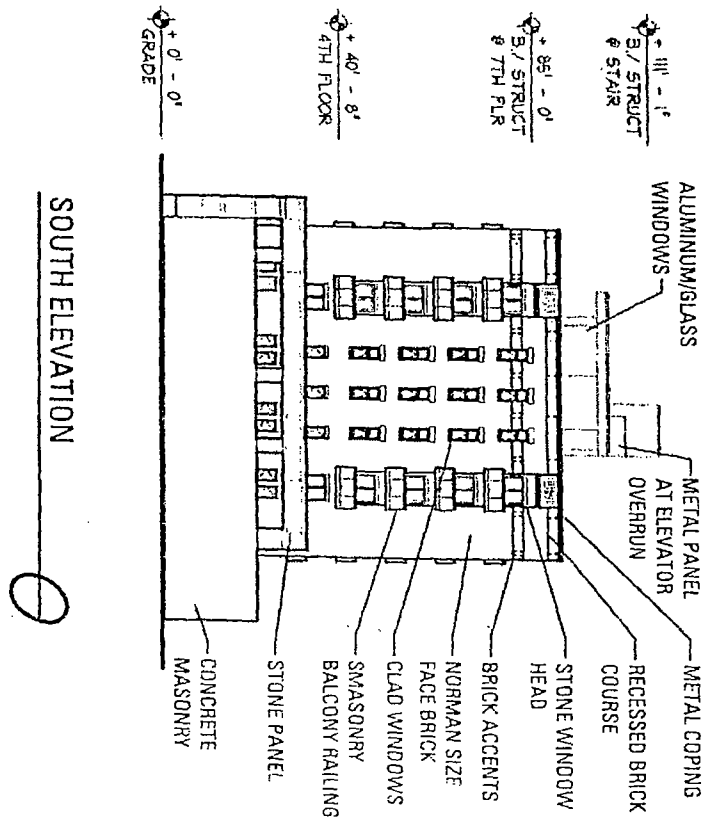 + 111' - 1"
B./ STRUCT
@ STAIR
+ 85' - 0"
B./ STRUCT
@ 7TH FLR
+ 40' - 8"
4TH FLOOR
+ 0' - 0"
GRADE
ALUMINUM/GLASS
WINDOWS
METAL PANEL
AT ELEVATOR
OVERRUN
METAL COPING
RECESSED BRICK
COURSE
STONE WINDOW
HEAD
BRICK ACCENTS
NORMAN SIZE
FACE BRICK
CLAD WINDOWS
SMASONRY
BALCONY RAILING
STONE PANEL
CONCRETE
MASONRY
SOUTH ELEVATION